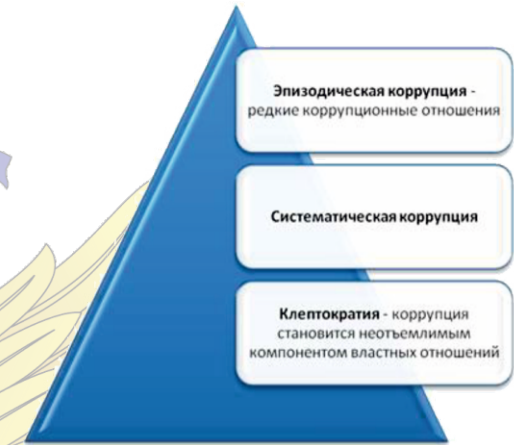 Эпизодическая коррупция -
редкие коррупционные отношения
Систематическая коррупция
Клептократия - коррупция
становится неотъемлимым
компонентом властных отношений